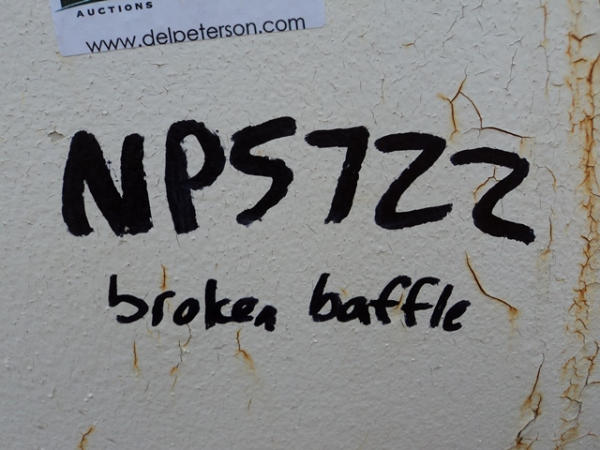 AUCTIONS
www.delpeterson.com
NP5722
broken baffle